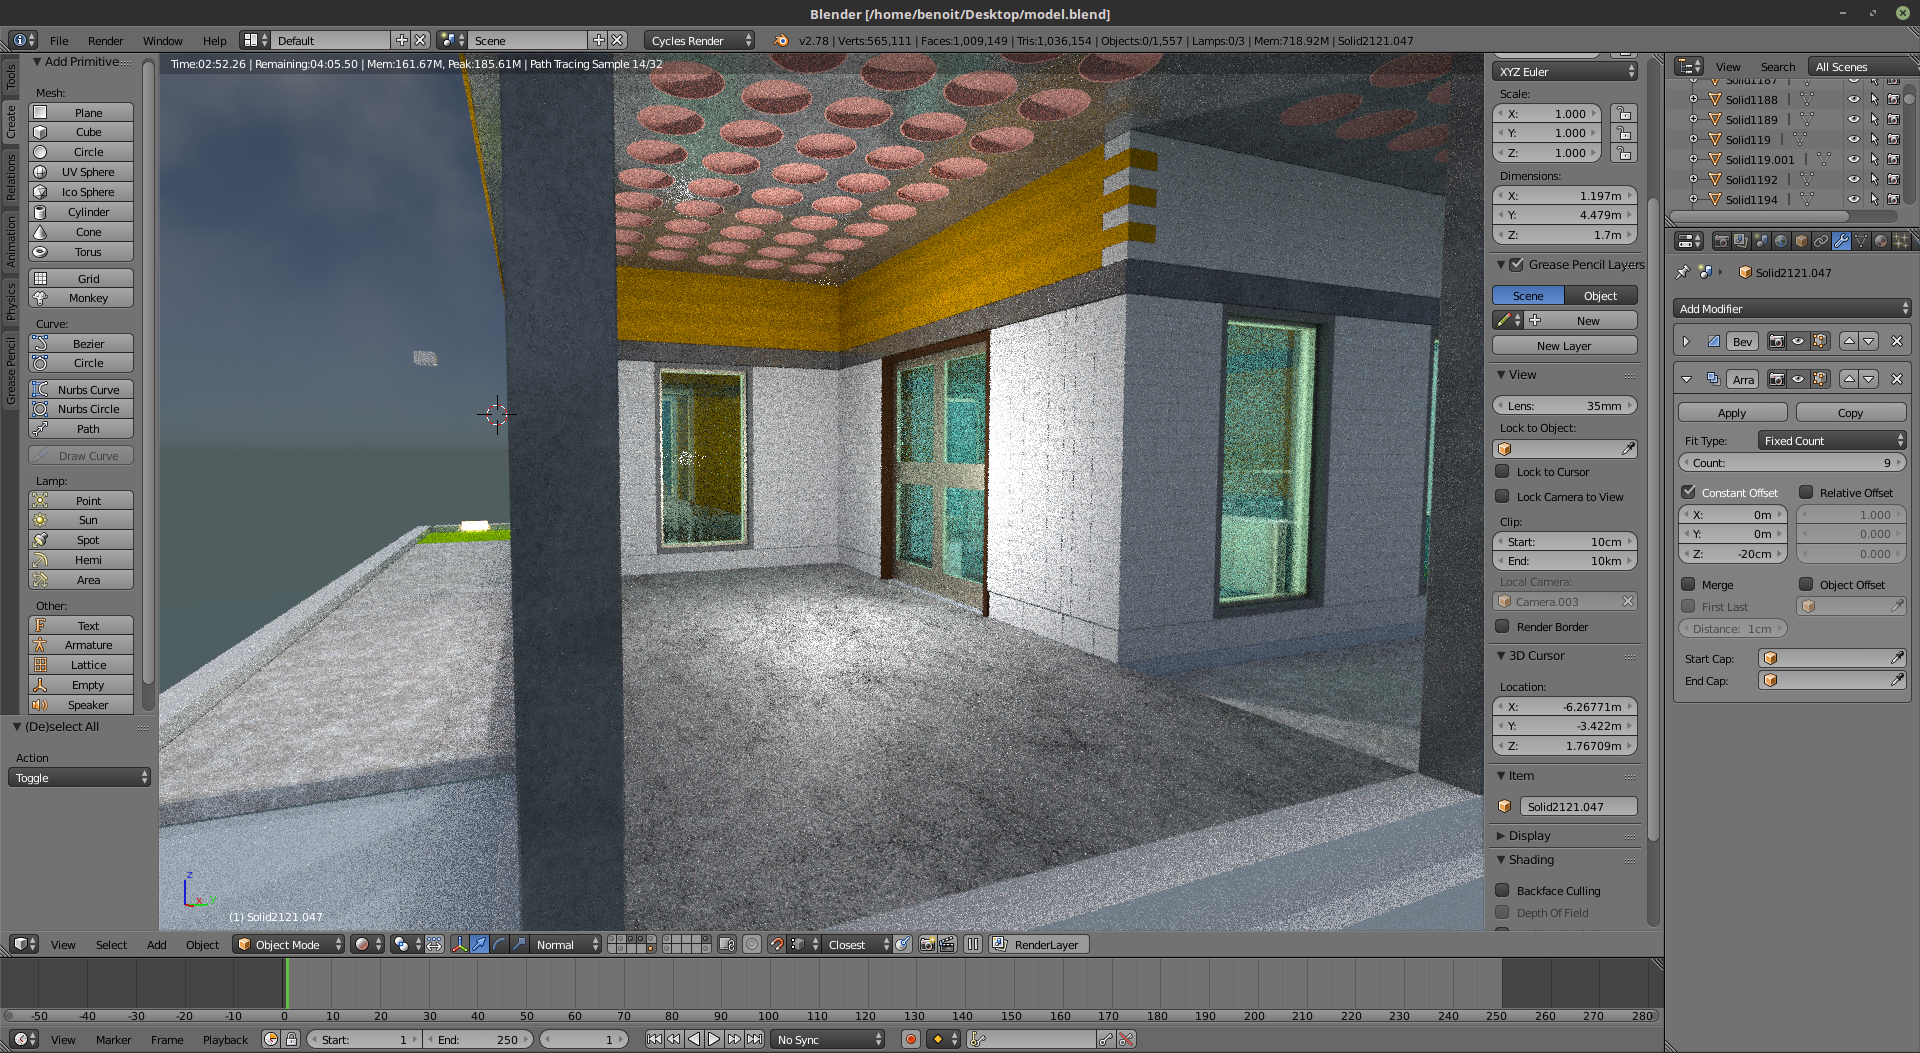 Blender [/home/benoit/Desktop/model.blend]
File Render Window Help Default Scene Cycles Render v2.78 | Verts:565,111 | Faces:1,009,149 | Tris:1,036,154 | Objects:0/1,557 | Lamps:0/3 | Mem:718.92M | Solid2121.047
Time:02:52.26 | Remaining:04:05.50 | Mem:161.67M, Peak:185.61M | Path Tracing Sample 14/32
Tools
Create
Relations
Animation
Physics
Grease Pencil
Add Primitive
Mesh:
Plane
Cube
Circle
UV Sphere
Ico Sphere
Cylinder
Cone
Torus
Grid
Monkey
Curve:
Bezier
Circle
Nurbs Curve
Nurbs Circle
Path
Draw Curve
Lamp:
Point
Sun
Spot
Hemi
Area
Other:
Text
Armature
Lattice
Empty
Speaker
(De)select All
Action
Toggle
z
x
y
(1) Solid2121.047
XYZ Euler
Scale:
X: 1.000
Y: 1.000
Z: 1.000
Dimensions:
X: 1.197m
Y: 4.479m
Z: 1.7m
Grease Pencil Layers
Scene Object
New
New Layer
View
Lens: 35mm
Lock to Object:
Lock to Cursor
Lock Camera to View
Clip:
Start: 10cm
End: 10km
Local Camera:
Camera.003
Render Border
3D Cursor
Location:
X: -6.26771m
Y: -3.422m
Z: 1.76709m
Item
Solid2121.047
Display
Shading
Backface Culling
Depth Of Field
View Search All Scenes
Solid1187
Solid1188
Solid1189
Solid119
Solid119.001
Solid1192
Solid1194
Solid2121.047
Add Modifier
Bev
Arra
Apply Copy
Fit Type: Fixed Count
Count: 9
Constant Offset Relative Offset
X: 0m 1.000
Y: 0m 0.000
Z: -20cm 0.000
Merge Object Offset
First Last
Distance: 1cm
Start Cap:
End Cap:
View Select Add Object Object Mode Normal Closest RenderLayer
-50 -40 -30 -20 -10 0 10 20 30 40 50 60 70 80 90 100 110 120 130 140 150 160 170 180 190 200 210 220 230 240 250 260 270 280
View Marker Frame Playback Start: 1 End: 250 1 No Sync